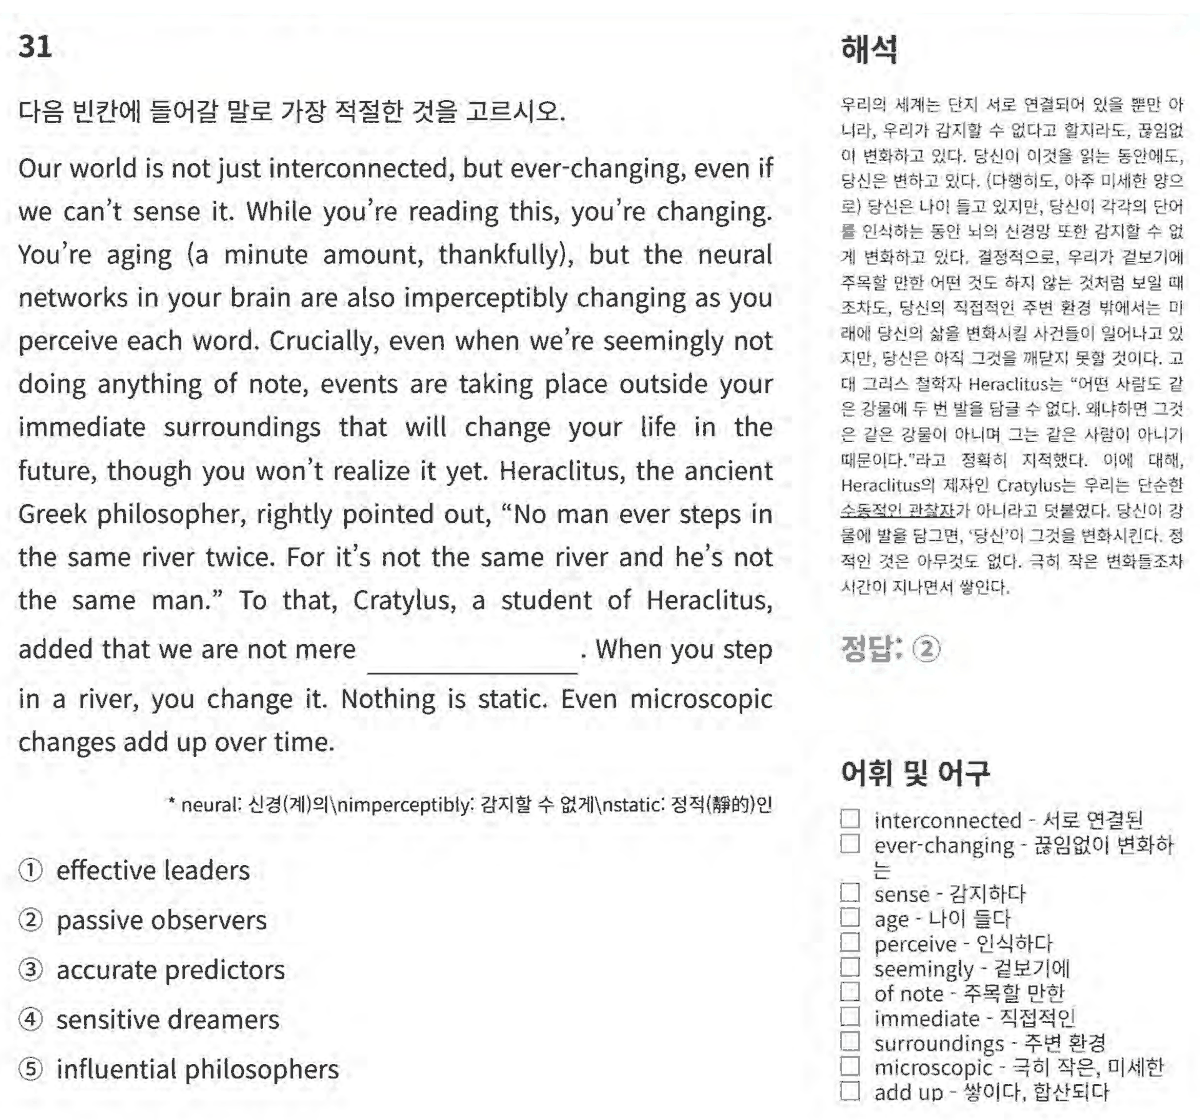 31
다음 빈칸에 들어갈 말로 가장 적절한 것을 고르시오.
Our world is not just interconnected, but ever-changing, even if
we can't sense it. While you're reading this, you're changing.
You're aging (a minute amount, thankfully), but the neural
networks in your brain are also imperceptibly changing as you
perceive each word. Crucially, even when we're seemingly not
doing anything of note, events are taking place outside your
immediate surroundings that will change your life in the
future, though you won't realize it yet. Heraclitus, the ancient
Greek philosopher, rightly pointed out, "No man ever steps in
the same river twice. For it's not the same river and he's not
the same man." To that, Cratylus, a student of Heraclitus,
added that we are not mere ____________. When you step
in a river, you change it. Nothing is static. Even microscopic
changes add up over time.
* neural: 신경(계)의\nimperceptibly: 감지할 수 없게\nstatic: 정적(靜的)인
① effective leaders
② passive observers
③ accurate predictors
④ sensitive dreamers
⑤ influential philosophers
해석
우리의 세계는 단지 서로 연결되어 있을 뿐만 아
니라, 우리가 감지할 수 없다고 할지라도, 끊임없
이 변화하고 있다. 당신이 이것을 읽는 동안에도,
당신은 변하고 있다. (다행히도, 아주 미세한 양으
로) 당신은 나이 들고 있지만, 당신이 각각의 단어
를 인식하는 동안 뇌의 신경망 또한 감지할 수 없
게 변화하고 있다. 결정적으로, 우리가 겉보기에
주목할 만한 어떤 것도 하지 않는 것처럼 보일 때
조차도, 당신의 직접적인 주변 환경 밖에서는 미
래에 당신의 삶을 변화시킬 사건들이 일어나고 있
지만, 당신은 아직 그것을 깨닫지 못할 것이다. 고
대 그리스 철학자 Heraclitus는 "어떤 사람도 같
은 강물에 두 번 발을 담글 수 없다. 왜냐하면 그것
은 같은 강물이 아니며 그는 같은 사람이 아니기
때문이다."라고 정확히 지적했다. 이에 대해,
Heraclitus의 제자인 Cratylus는 우리는 단순한
수동적인 관찰자가 아니라고 덧붙였다. 당신이 강
물에 발을 담그면, '당신'이 그것을 변화시킨다. 정
적인 것은 아무것도 없다. 극히 작은 변화들조차
시간이 지나면서 쌓인다.
정답: ②
어휘 및 어구
☐ interconnected - 서로 연결된
☐ ever-changing - 끊임없이 변화하
는
☐ sense - 감지하다
☐ age - 나이 들다
☐ perceive - 인식하다
☐ seemingly - 겉보기에
☐ of note - 주목할 만한
☐ immediate - 직접적인
☐ surroundings - 주변 환경
☐ microscopic - 극히 작은, 미세한
☐ add up - 쌓이다, 합산되다